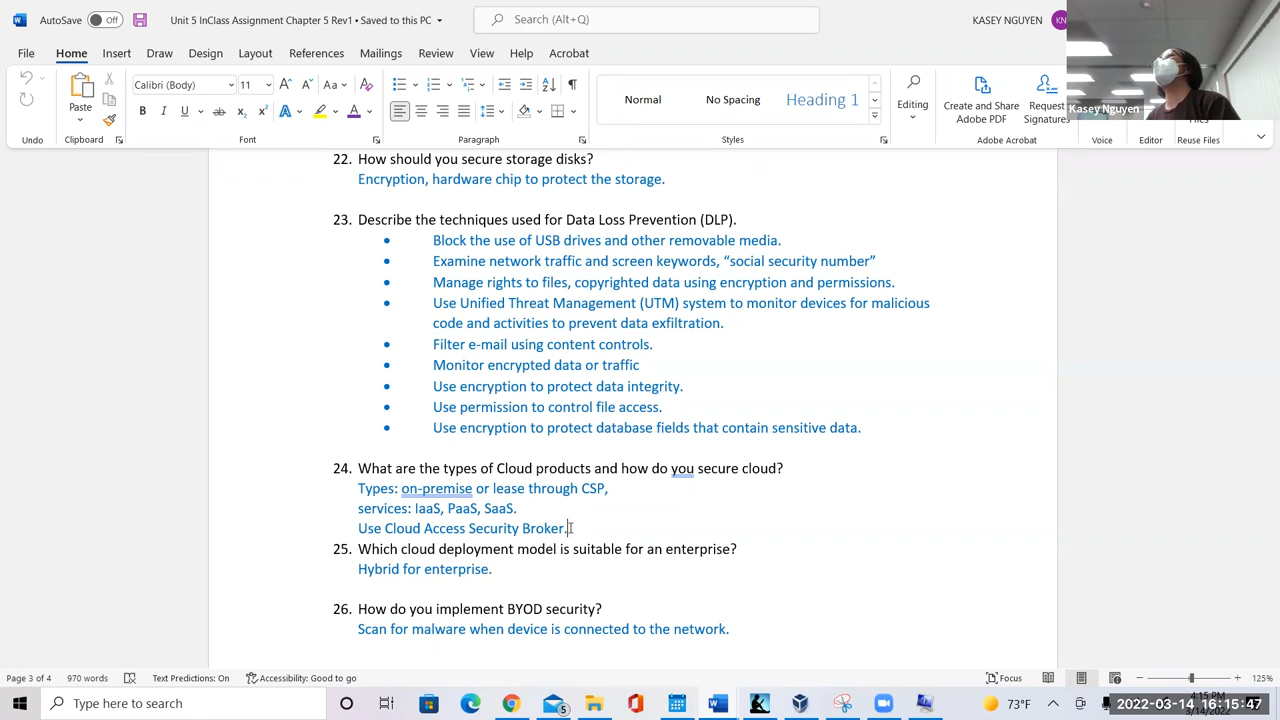 AutoSave Off Unit 5 InClass Assignment Chapter 5 Rev1 • Saved to this PC Search (Alt+Q) KASEY NGUYEN KN
File Home Insert Draw Design Layout References Mailings Review View Help Acrobat
Paste Calibri (Body) 11 Normal No Spacing Heading 1 Editing Create and Share Adobe PDF Request Signatures
Kasey Nguyen
Undo Clipboard Font Paragraph Styles Adobe Acrobat Voice Editor Reuse Files
22. How should you secure storage disks?
Encryption, hardware chip to protect the storage.
23. Describe the techniques used for Data Loss Prevention (DLP).
• Block the use of USB drives and other removable media.
• Examine network traffic and screen keywords, “social security number”
• Manage rights to files, copyrighted data using encryption and permissions.
• Use Unified Threat Management (UTM) system to monitor devices for malicious
code and activities to prevent data exfiltration.
• Filter e-mail using content controls.
• Monitor encrypted data or traffic
• Use encryption to protect data integrity.
• Use permission to control file access.
• Use encryption to protect database fields that contain sensitive data.
24. What are the types of Cloud products and how do you secure cloud?
Types: on-premise or lease through CSP,
services: IaaS, PaaS, SaaS.
Use Cloud Access Security Broker.
25. Which cloud deployment model is suitable for an enterprise?
Hybrid for enterprise.
26. How do you implement BYOD security?
Scan for malware when device is connected to the network.
Page 3 of 4 970 words Text Predictions: On Accessibility: Good to go Focus 125%
Type here to search 5 73°F 4:15 PM
2022-03-14 16:15:47
3/14/2022